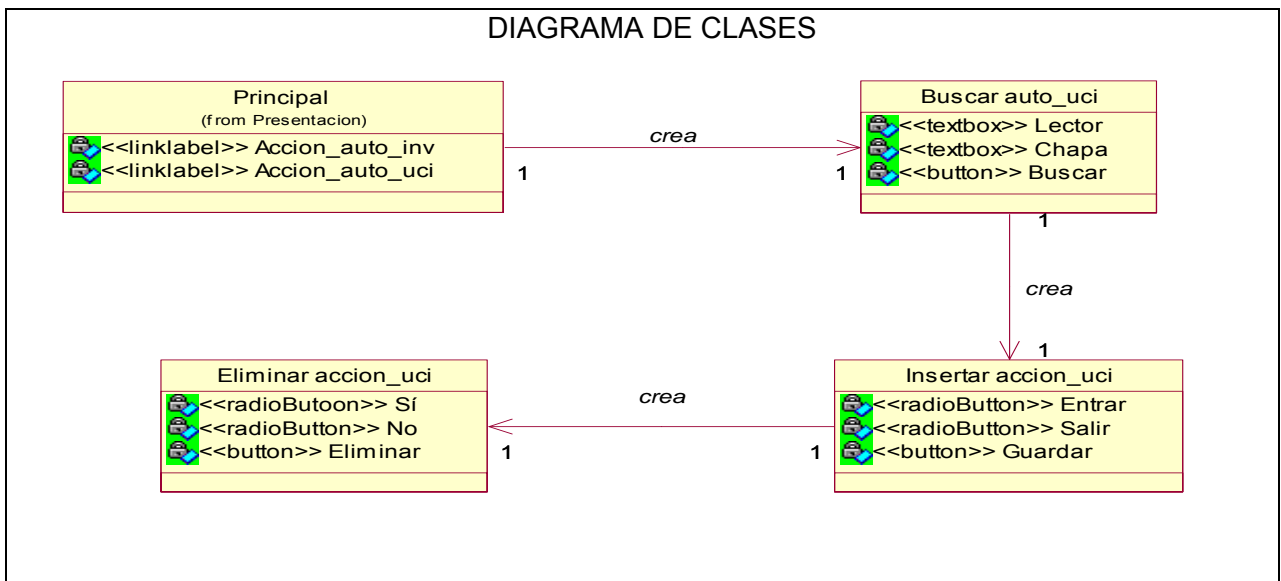 DIAGRAMA DE CLASES
Principal
(from Presentacion)
<<linklabel>> Accion_auto_inv
<<linklabel>> Accion_auto_uci
crea
1
1
Buscar auto_uci
<<textbox>> Lector
<<textbox>> Chapa
<<button>> Buscar
1
crea
1
Eliminar accion_uci
<<radioButoon>> Sí
<<radioButton>> No
<<button>> Eliminar
crea
1
1
Insertar accion_uci
<<radioButton>> Entrar
<<radioButton>> Salir
<<button>> Guardar